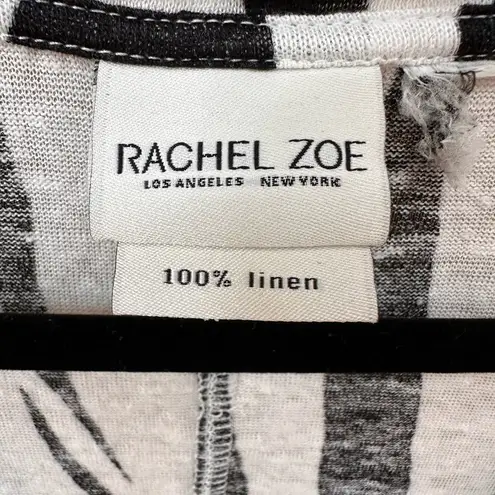 RACHEL ZOE
LOS ANGELES NEW YORK
100% linen